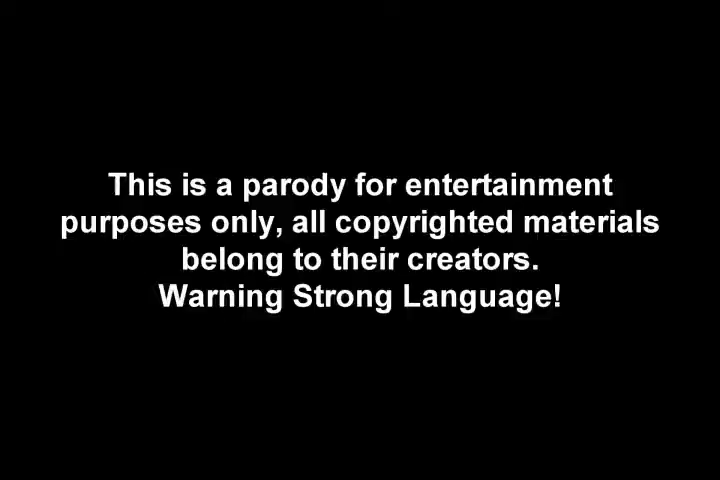 This is a parody for entertainment
purposes only, all copyrighted materials
belong to their creators.
Warning Strong Language!